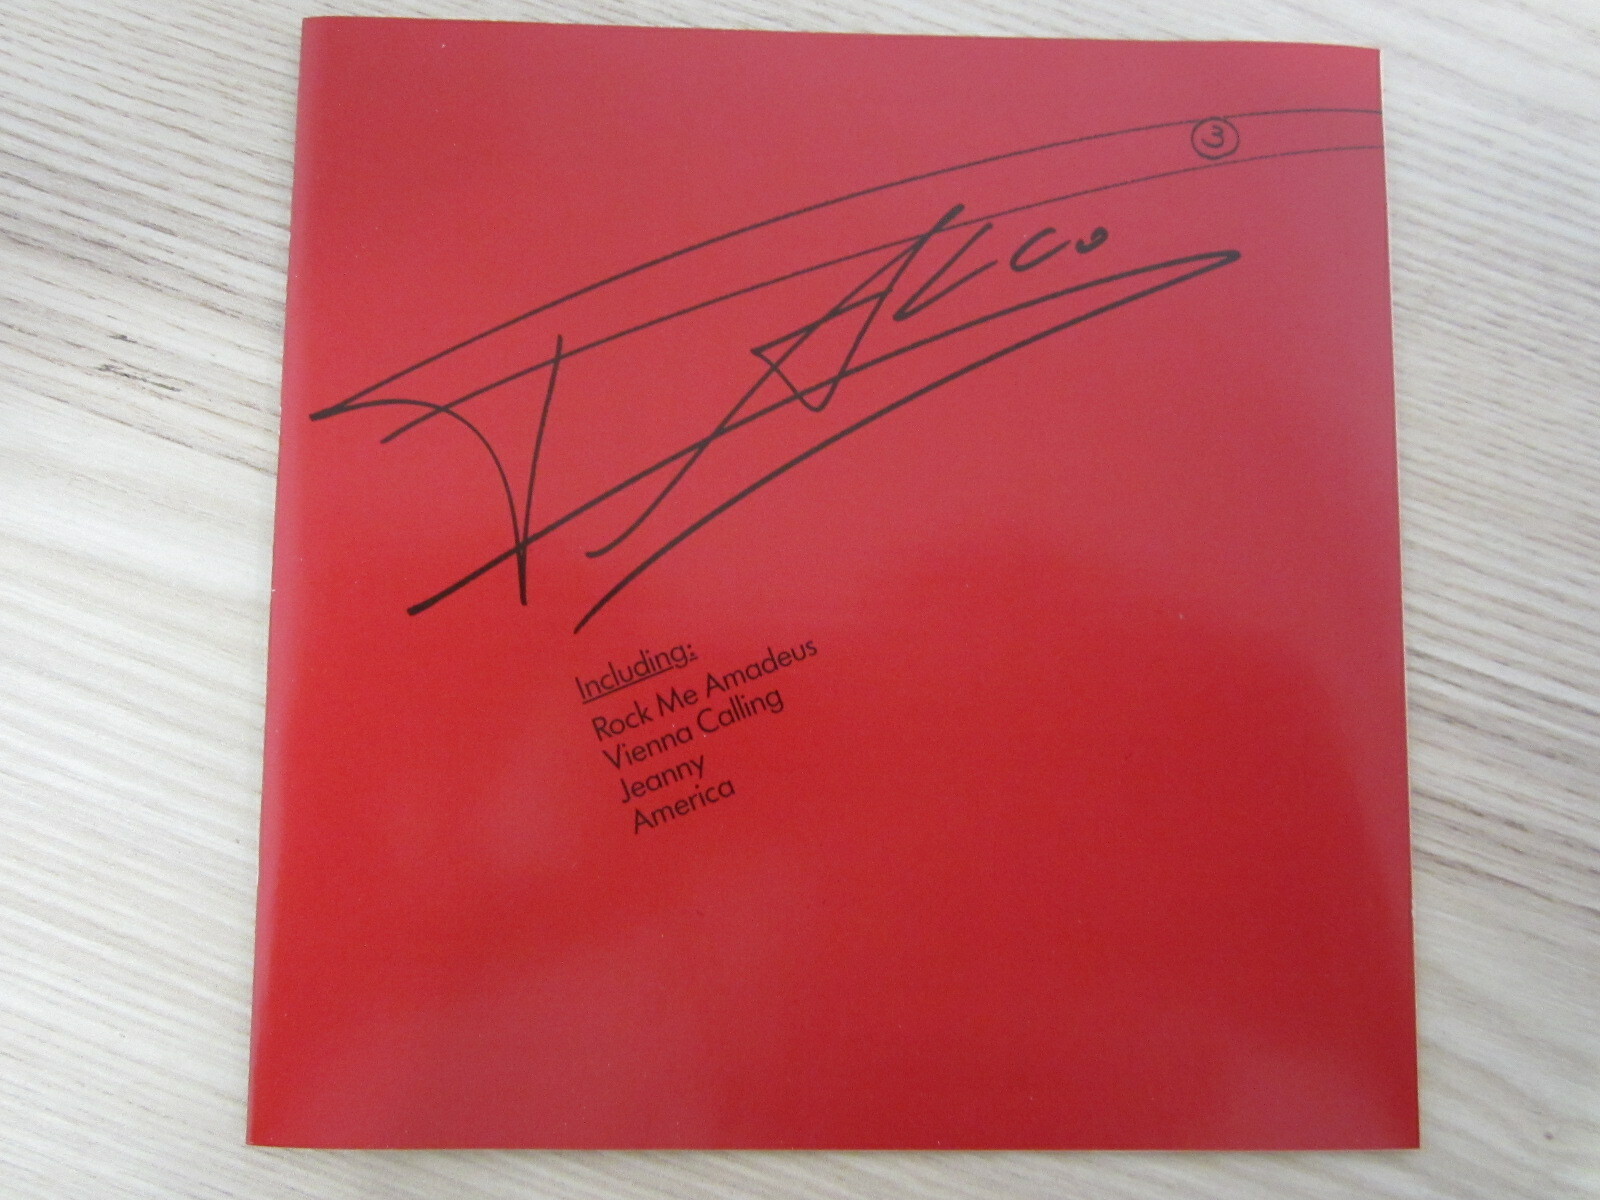 3
FALCO
Including:
Rock Me Amadeus
Vienna Calling
Jeanny
America